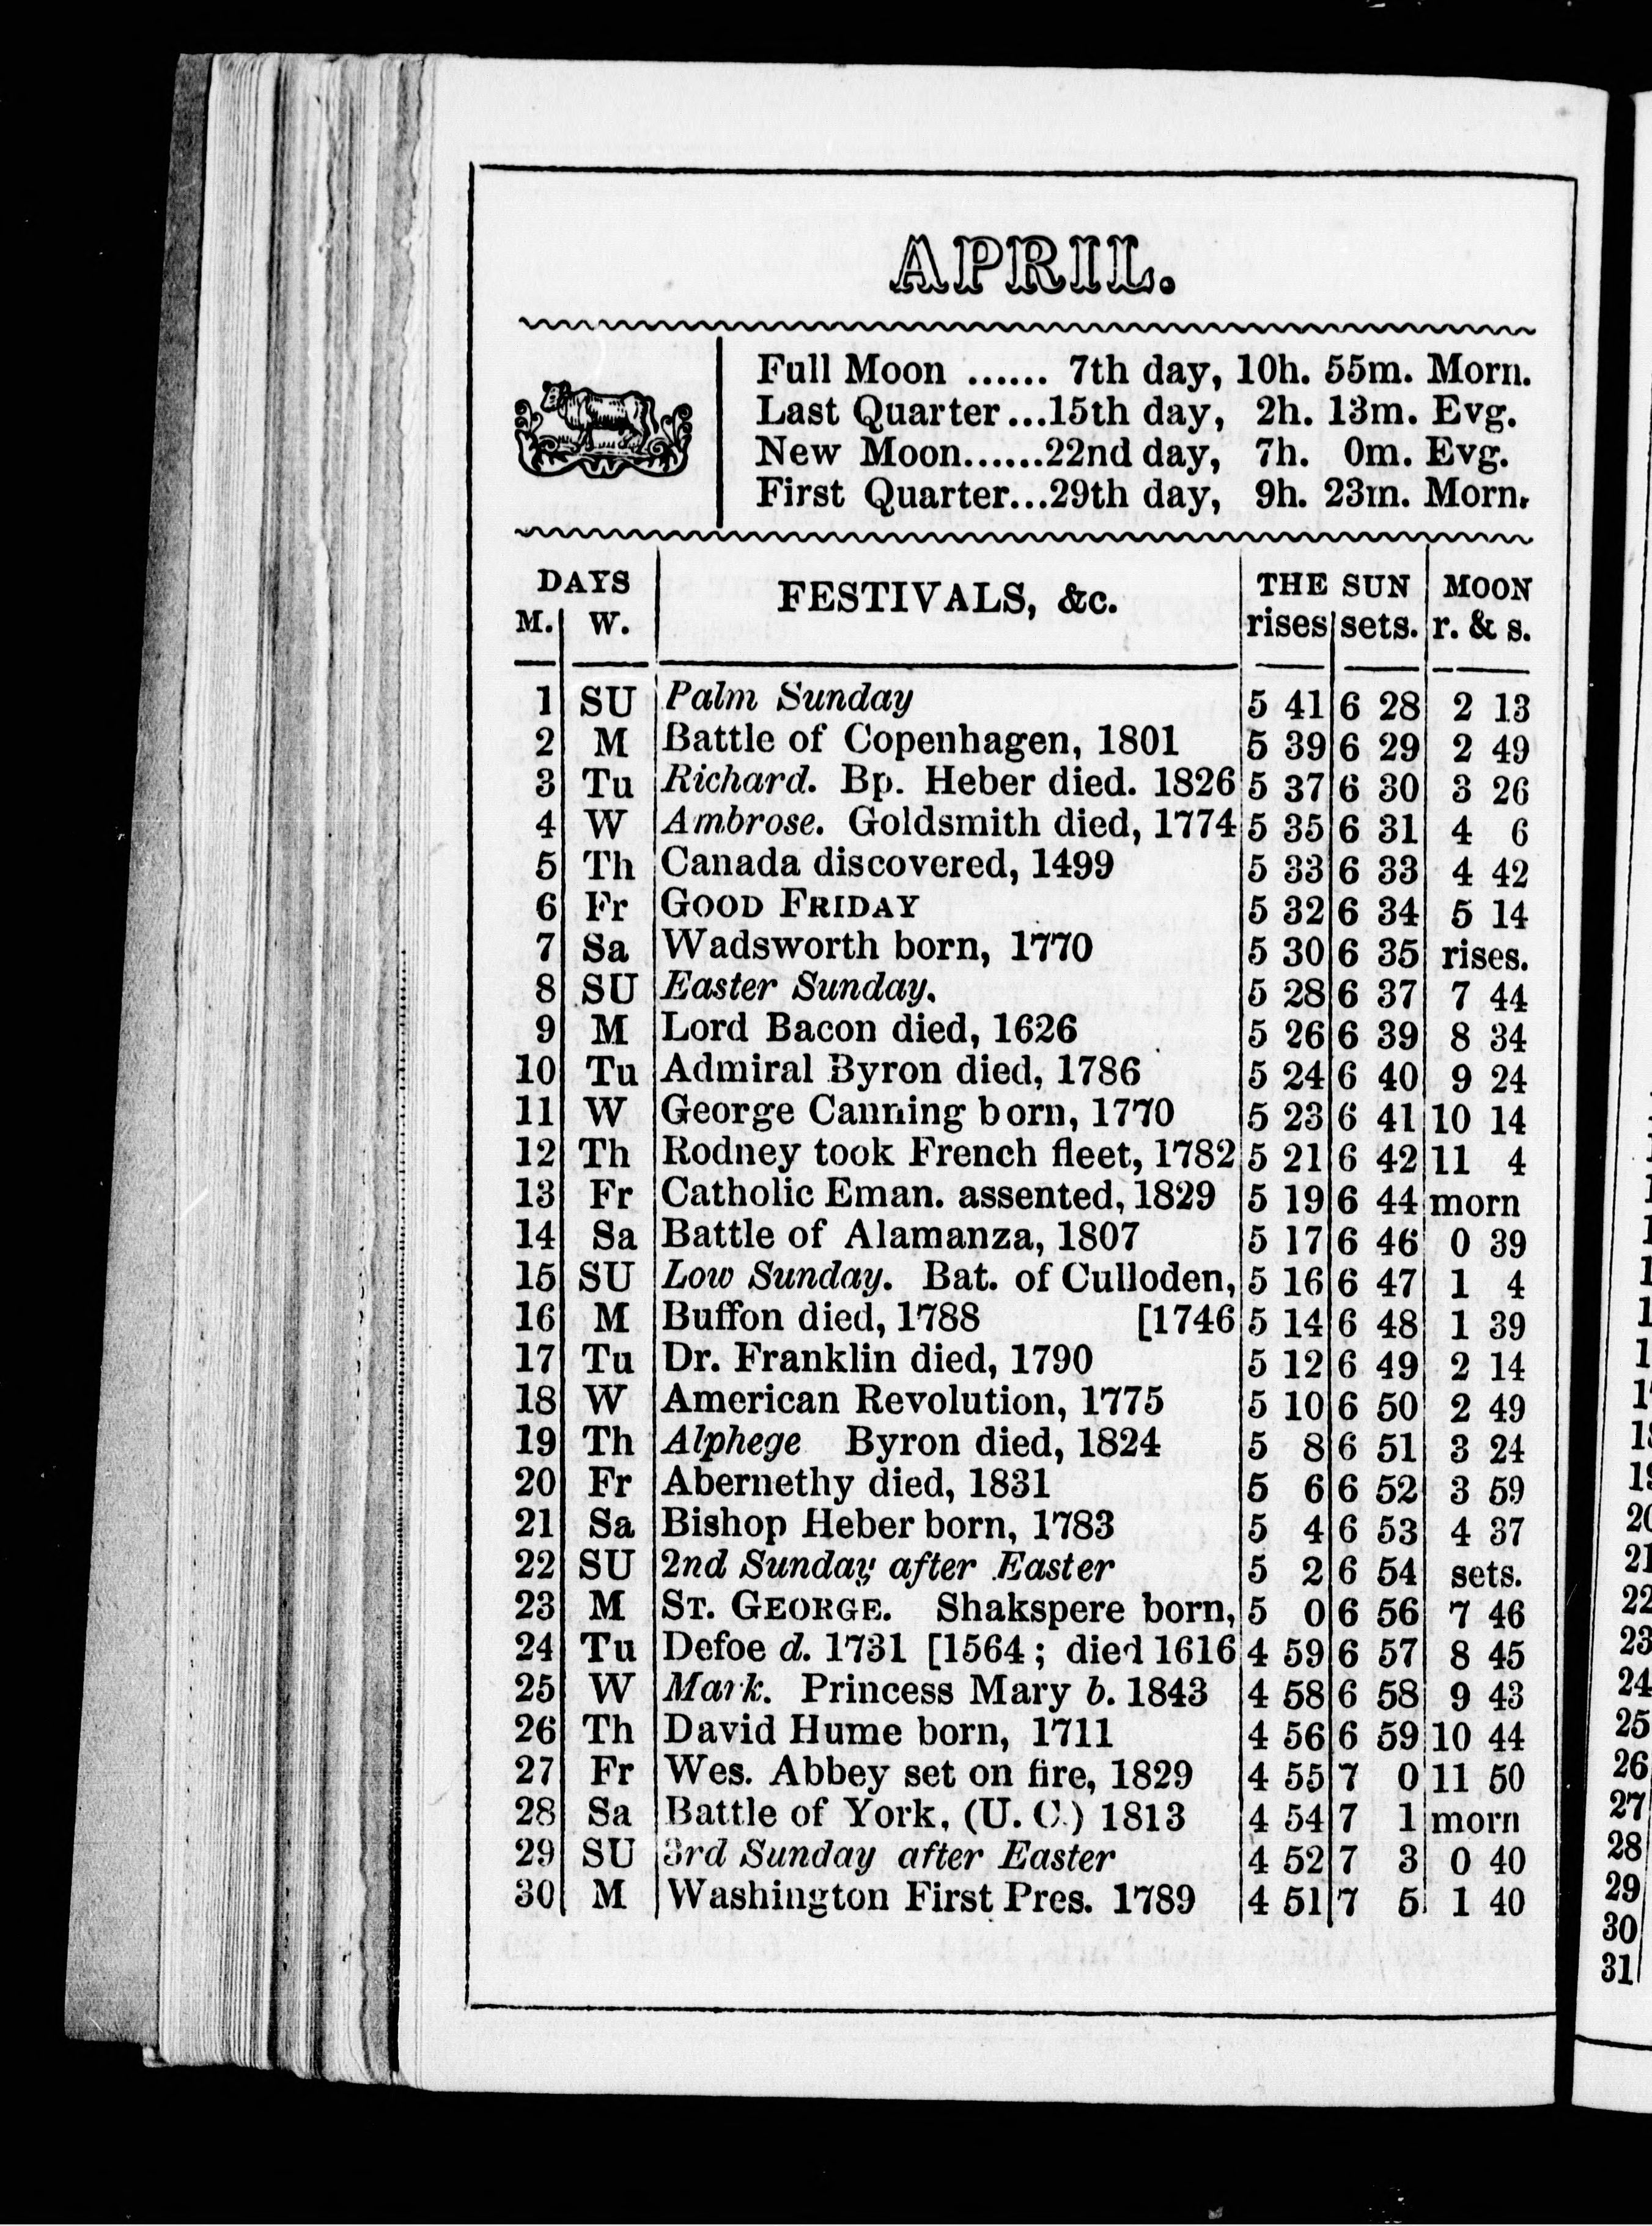 APRIL.
Full Moon ...... 7th day, 10h. 55m. Morn.
Last Quarter...15th day, 2h. 13m. Evg.
New Moon......22nd day, 7h. 0m. Evg.
First Quarter...29th day, 9h. 23m. Morn.
DAYS FESTIVALS, &c. THE SUN MOON
M. W. rises sets. r. & s.
1 SU Palm Sunday 5 41 6 28 2 13
2 M Battle of Copenhagen, 1801 5 39 6 29 2 49
3 Tu Richard. Bp. Heber died. 1826 5 37 6 30 3 26
4 W Ambrose. Goldsmith died, 1774 5 35 6 31 4 6
5 Th Canada discovered, 1499 5 33 6 33 4 42
6 Fr GOOD FRIDAY 5 32 6 34 5 14
7 Sa Wadsworth born, 1770 5 30 6 35 rises.
8 SU Easter Sunday. 5 28 6 37 7 44
9 M Lord Bacon died, 1626 5 26 6 39 8 34
10 Tu Admiral Byron died, 1786 5 24 6 40 9 24
11 W George Canning born, 1770 5 23 6 41 10 14
12 Th Rodney took French fleet, 1782 5 21 6 42 11 4
13 Fr Catholic Eman. assented, 1829 5 19 6 44 morn
14 Sa Battle of Alamanza, 1807 5 17 6 46 0 39
15 SU Low Sunday. Bat. of Culloden, 5 16 6 47 1 4
16 M Buffon died, 1788 [1746 5 14 6 48 1 39
17 Tu Dr. Franklin died, 1790 5 12 6 49 2 14
18 W American Revolution, 1775 5 10 6 50 2 49
19 Th Alphege Byron died, 1824 5 8 6 51 3 24
20 Fr Abernethy died, 1831 5 6 6 52 3 59
21 Sa Bishop Heber born, 1783 5 4 6 53 4 37
22 SU 2nd Sunday after Easter 5 2 6 54 sets.
23 M ST. GEORGE. Shakspere born, 5 0 6 56 7 46
24 Tu Defoe d. 1731 [1564; died 1616 4 59 6 57 8 45
25 W Mark. Princess Mary b. 1843 4 58 6 58 9 43
26 Th David Hume born, 1711 4 56 6 59 10 44
27 Fr Wes. Abbey set on fire, 1829 4 55 7 0 11 50
28 Sa Battle of York, (U. C.) 1813 4 54 7 1 morn
29 SU 3rd Sunday after Easter 4 52 7 3 0 40
30 M Washington First Pres. 1789 4 51 7 5 1 40
20
21
22
23
24
25
26
27
28
29
30
31